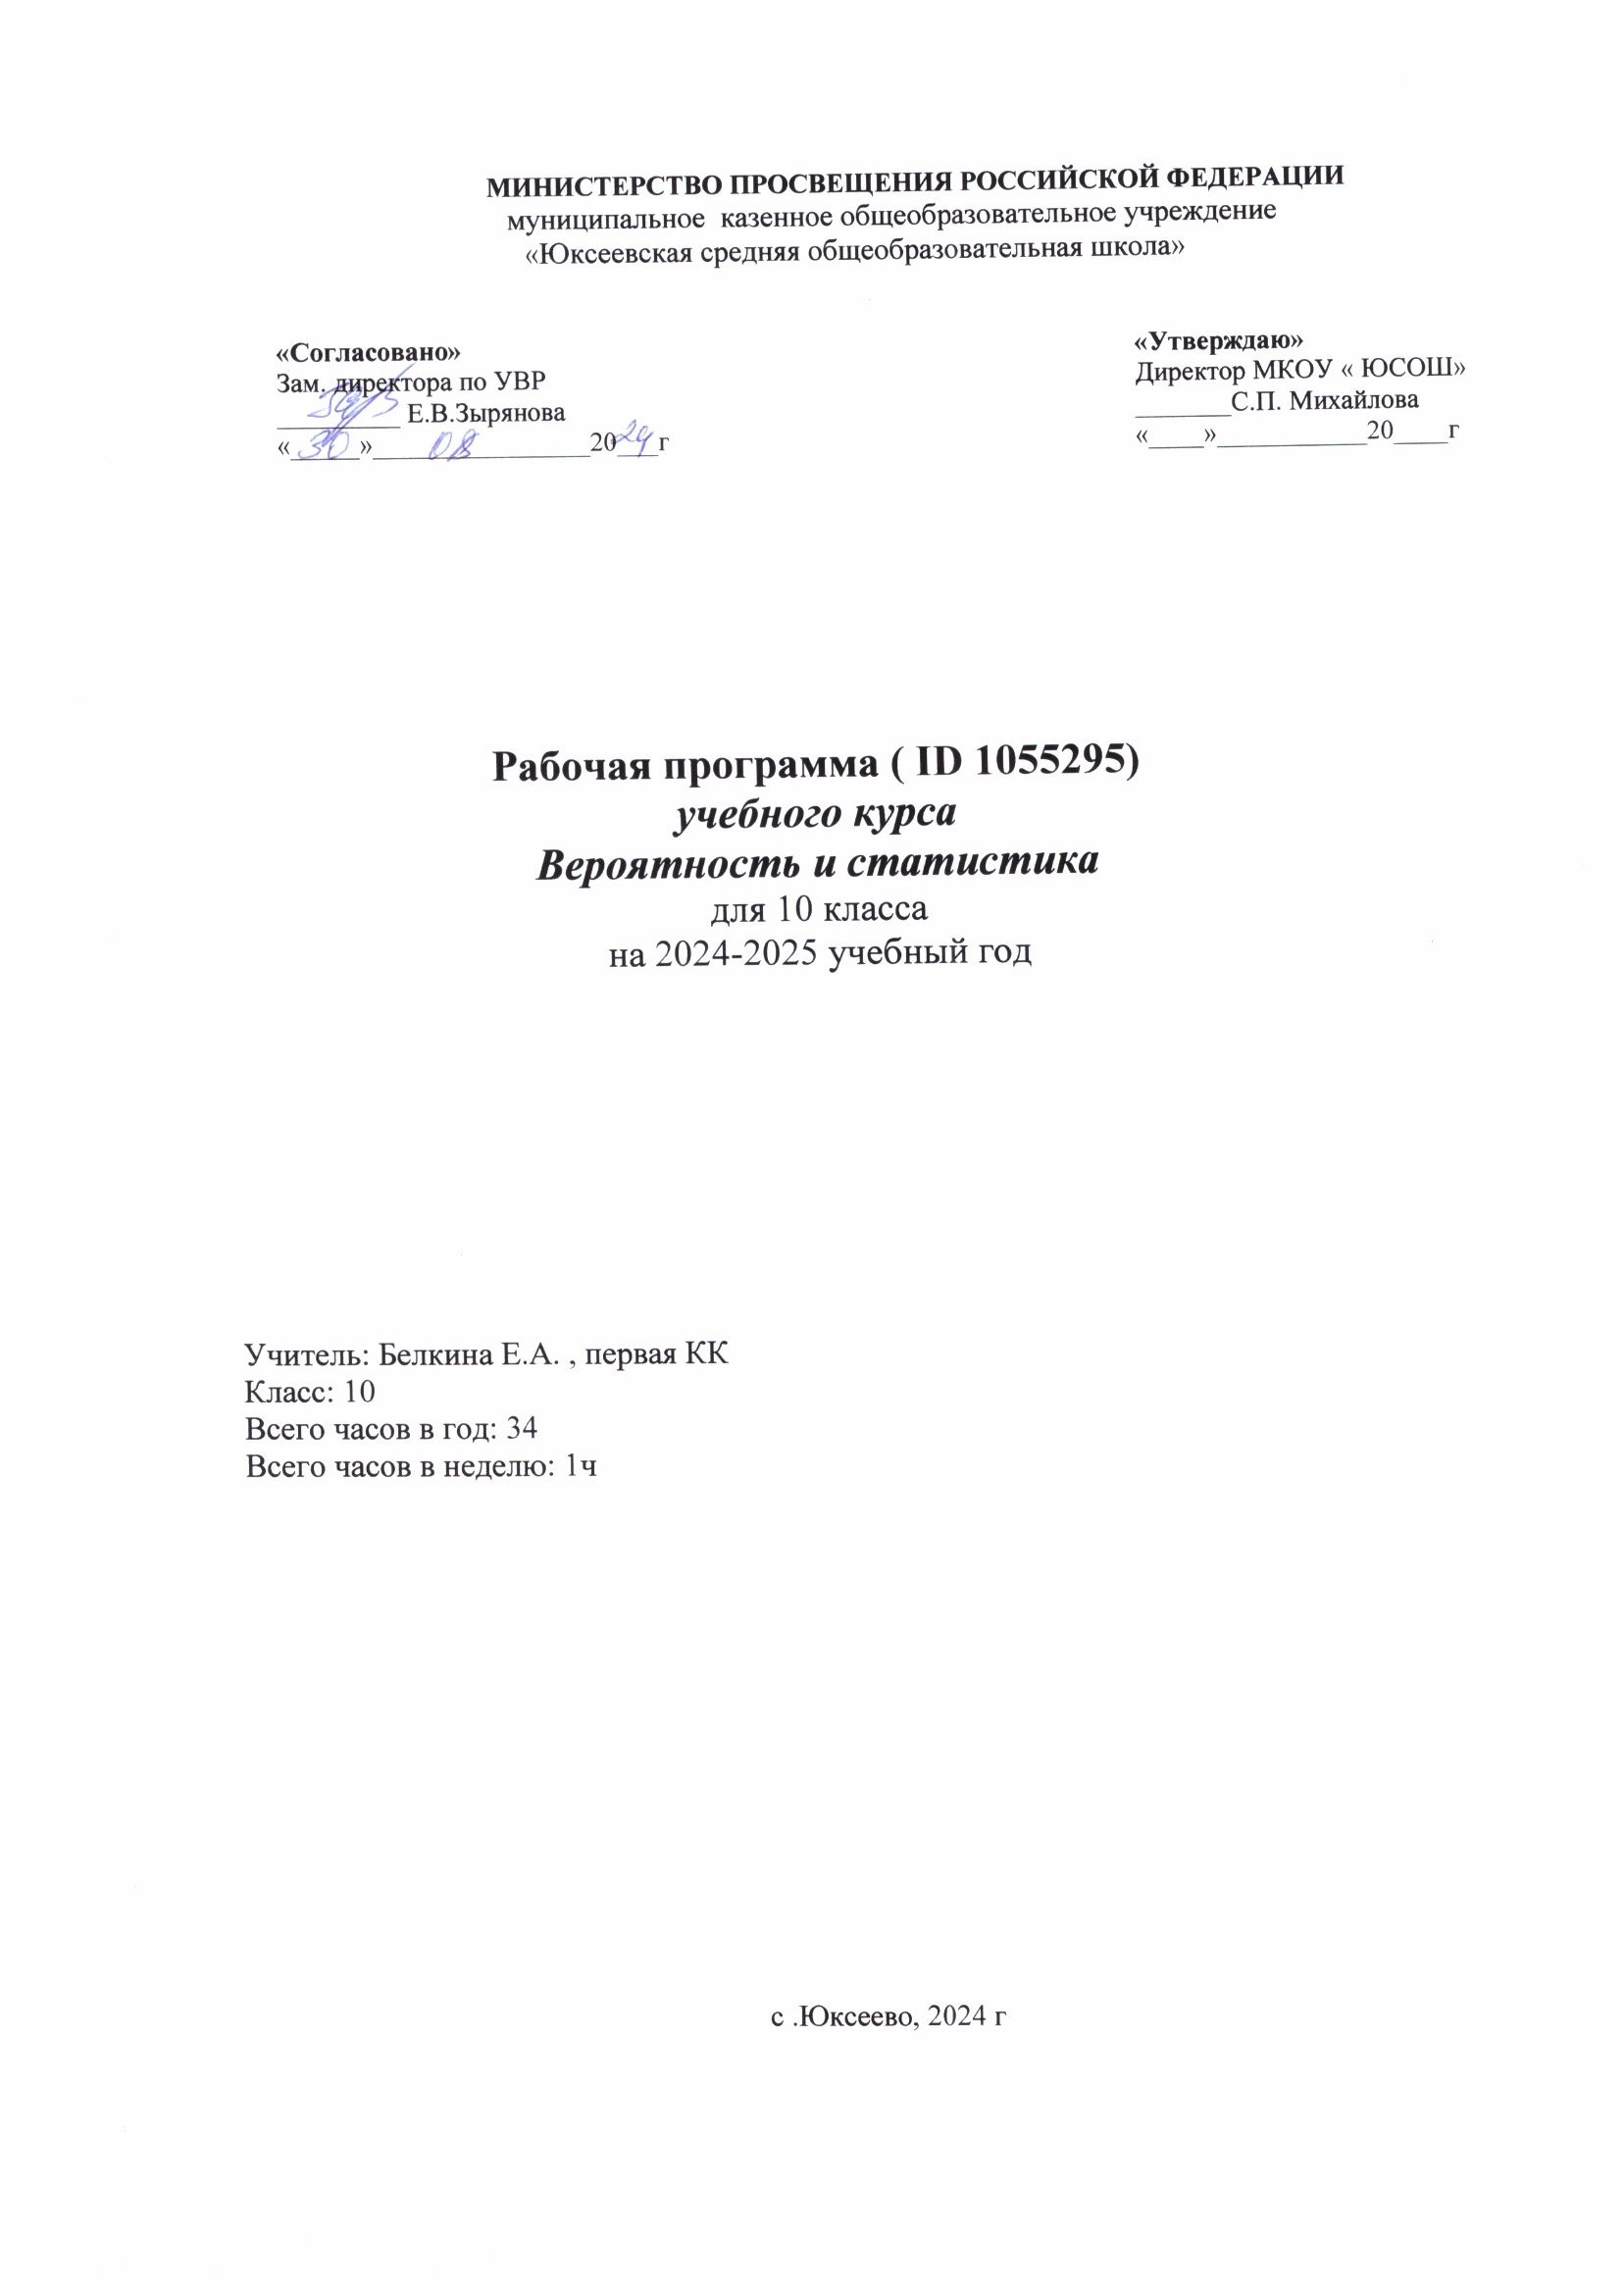 МИНИСТЕРСТВО ПРОСВЕЩЕНИЯ РОССИЙСКОЙ ФЕДЕРАЦИИ
муниципальное казенное общеобразовательное учреждение
«Юксеевская средняя общеобразовательная школа»
«Согласовано»
Зам. директора по УВР
_________ Е.В.Зырянова
«30» 08 2024 г
«Утверждаю»
Директор МКОУ « ЮСОШ»
_______С.П. Михайлова
«____»___________20____г
Рабочая программа ( ID 1055295)
учебного курса
Вероятность и статистика
для 10 класса
на 2024-2025 учебный год
Учитель: Белкина Е.А. , первая КК
Класс: 10
Всего часов в год: 34
Всего часов в неделю: 1ч
с .Юксеево, 2024 г